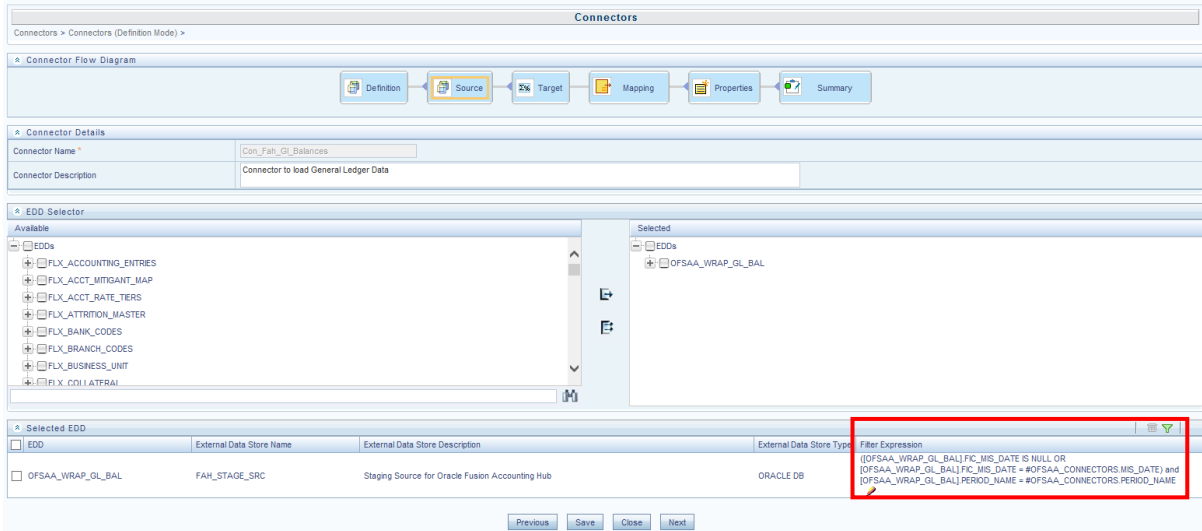 Connectors
Connectors > Connectors (Definition Mode) >
Connector Flow Diagram
Definition
Source
Target
Mapping
Properties
Summary
Connector Details
Connector Name *
Con_Fah_Gl_Balances
Connector Description
Connector to load General Ledger Data
EDD Selector
Available
Selected
EDDs
FLX_ACCOUNTING_ENTRIES
FLX_ACCT_MITIGANT_MAP
FLX_ACCT_RATE_TIERS
FLX_ATTRITION_MASTER
FLX_BANK_CODES
FLX_BRANCH_CODES
FLX_BUSINESS_UNIT
FLX_COLLATERAL
EDDs
OFSAA_WRAP_GL_BAL
Selected EDD
EDD External Data Store Name External Data Store Description External Data Store Type Filter Expression
OFSAA_WRAP_GL_BAL FAH_STAGE_SRC Staging Source for Oracle Fusion Accounting Hub ORACLE DB
([OFSAA_WRAP_GL_BAL].FIC_MIS_DATE IS NULL OR
[OFSAA_WRAP_GL_BAL].FIC_MIS_DATE = #OFSAA_CONNECTORS.MIS_DATE) and
[OFSAA_WRAP_GL_BAL].PERIOD_NAME = #OFSAA_CONNECTORS.PERIOD_NAME
Previous Save Close Next